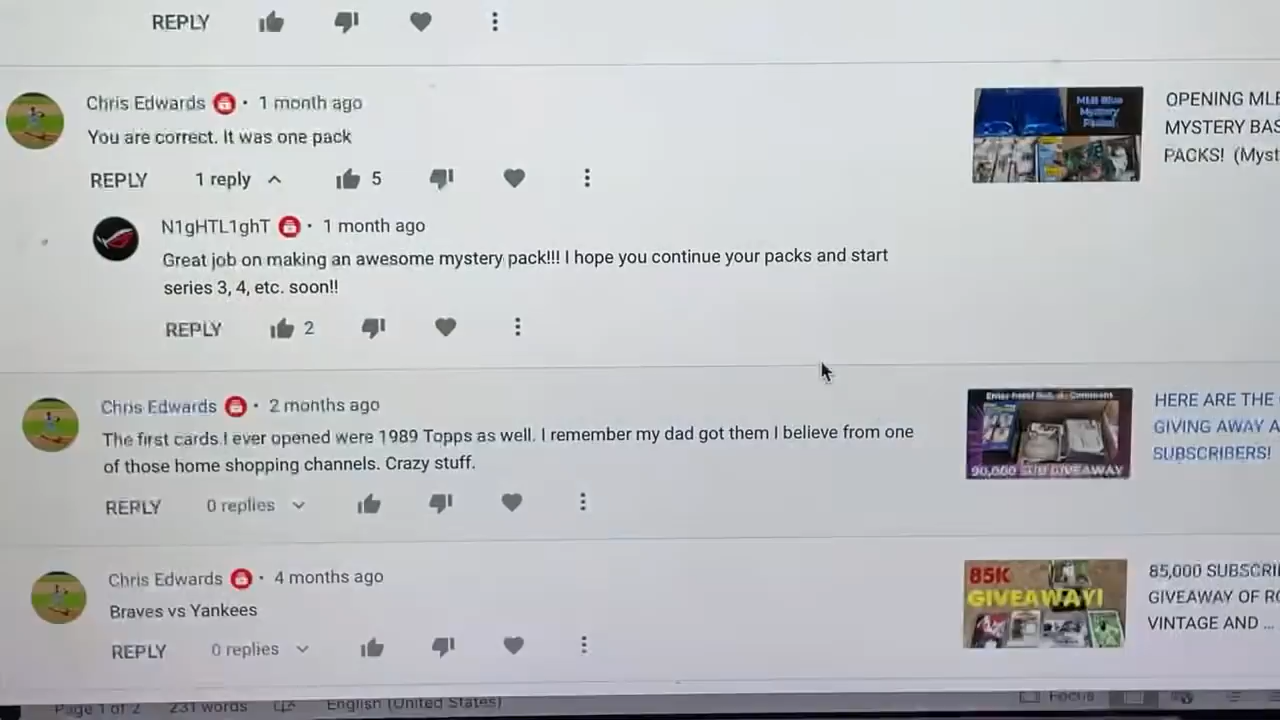 REPLY
Chris Edwards • 1 month ago
You are correct. It was one pack
REPLY 1 reply 5
N1gHTL1ghT • 1 month ago
Great job on making an awesome mystery pack!!! I hope you continue your packs and start
series 3, 4, etc. soon!!
REPLY 2
MLB Blue
Mystery
Packs!
OPENING MLB
MYSTERY BAS
PACKS! (Myst
Chris Edwards • 2 months ago
The first cards I ever opened were 1989 Topps as well. I remember my dad got them I believe from one
of those home shopping channels. Crazy stuff.
REPLY 0 replies
90,000 SUB GIVEAWAY
HERE ARE THE
GIVING AWAY A
SUBSCRIBERS!
Chris Edwards • 4 months ago
Braves vs Yankees
REPLY 0 replies
85K
GIVEAWAY!
85,000 SUBSCRI
GIVEAWAY OF RO
VINTAGE AND ...
Page 1 of 2 231 words English (United States) Focus